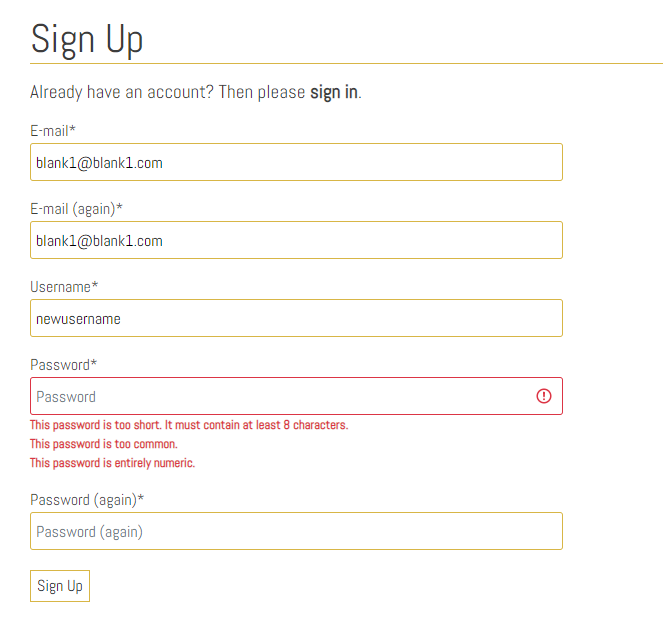 Sign Up
Already have an account? Then please sign in.
E-mail*
blank1@blank1.com
E-mail (again)*
blank1@blank1.com
Username*
newusername
Password*
Password
This password is too short. It must contain at least 8 characters.
This password is too common.
This password is entirely numeric.
Password (again)*
Password (again)
Sign Up